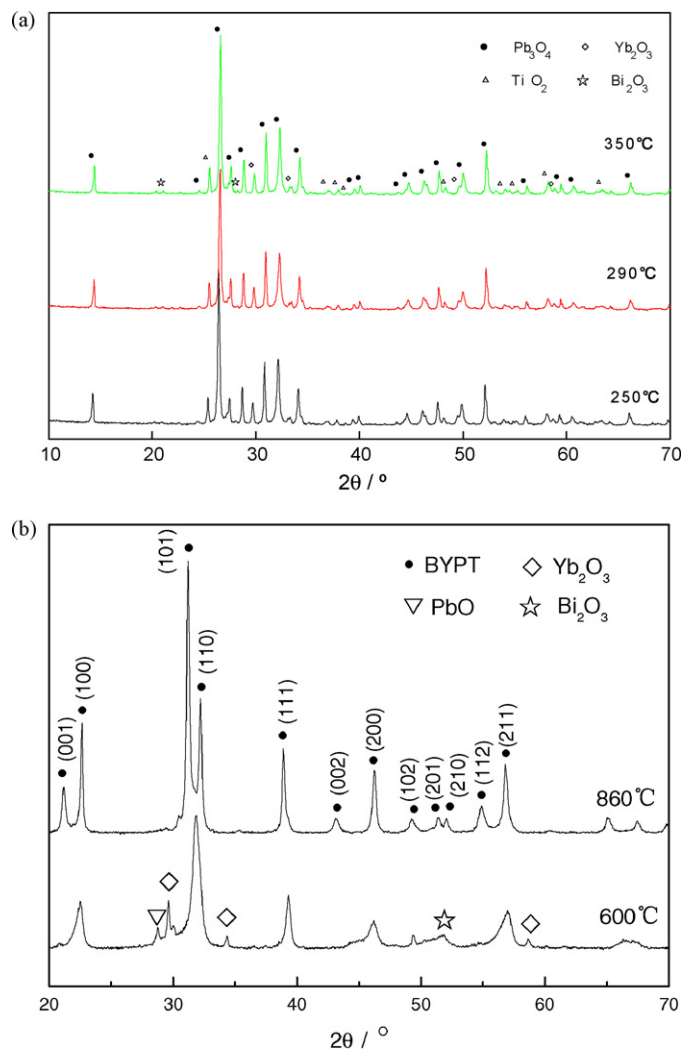 (a)
● Pb₃O₄ ◇ Yb₂O₃
△ Ti O₂ ☆ Bi₂O₃
350℃
290℃
250℃
10 20 30 40 50 60 70
2θ / º
(b)
● BYPT ◇ Yb₂O₃
▽ PbO ☆ Bi₂O₃
(001) (100) (101) (110) (111) (002) (200) (102) (201) (210) (112) (211)
860℃
600℃
20 30 40 50 60 70
2θ / °